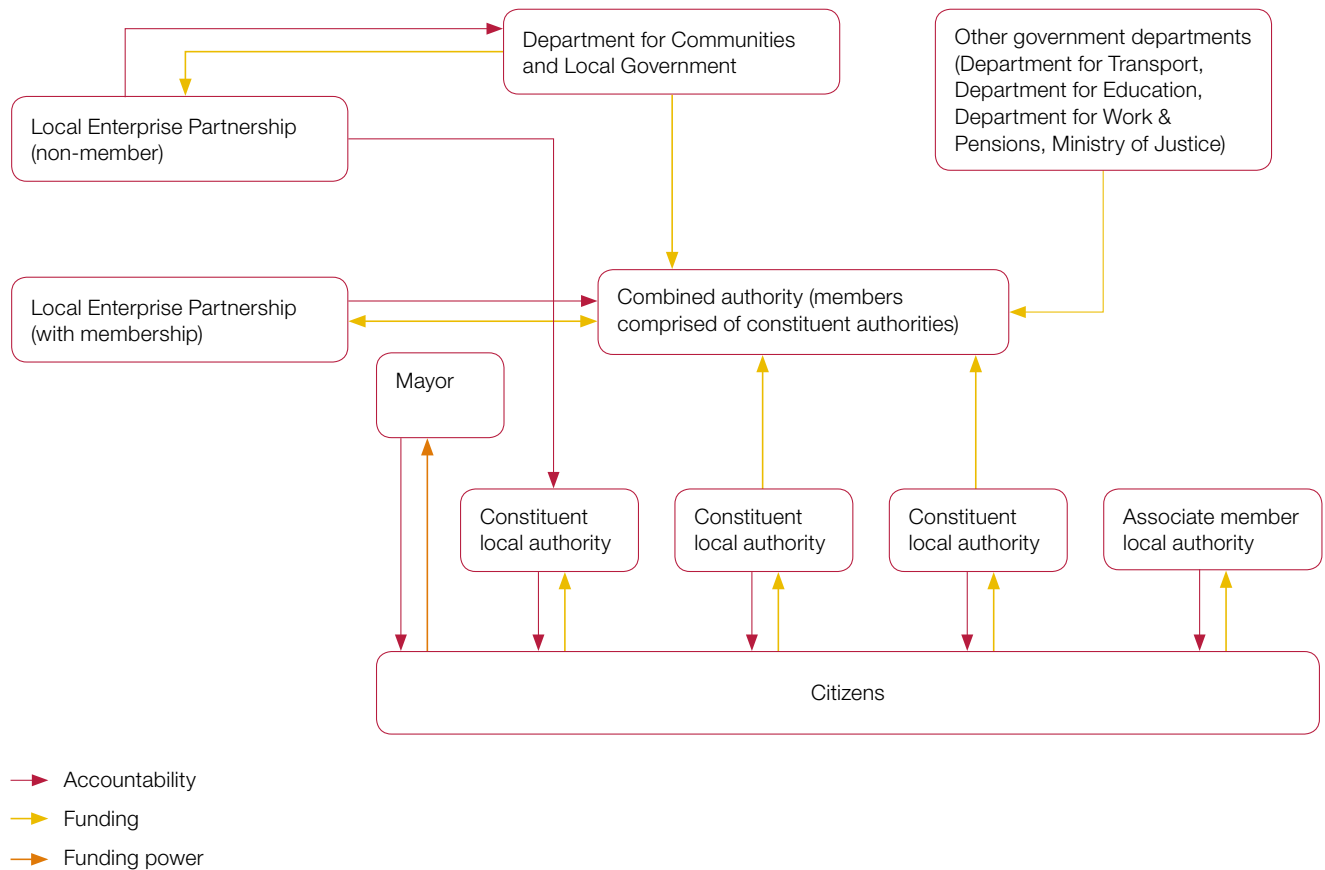 Department for Communities
and Local Government
Other government departments
(Department for Transport,
Department for Education,
Department for Work &
Pensions, Ministry of Justice)
Local Enterprise Partnership
(non-member)
Local Enterprise Partnership
(with membership)
Combined authority (members
comprised of constituent authorities)
Mayor
Constituent
local authority
Constituent
local authority
Constituent
local authority
Associate member
local authority
Citizens
Accountability
Funding
Funding power